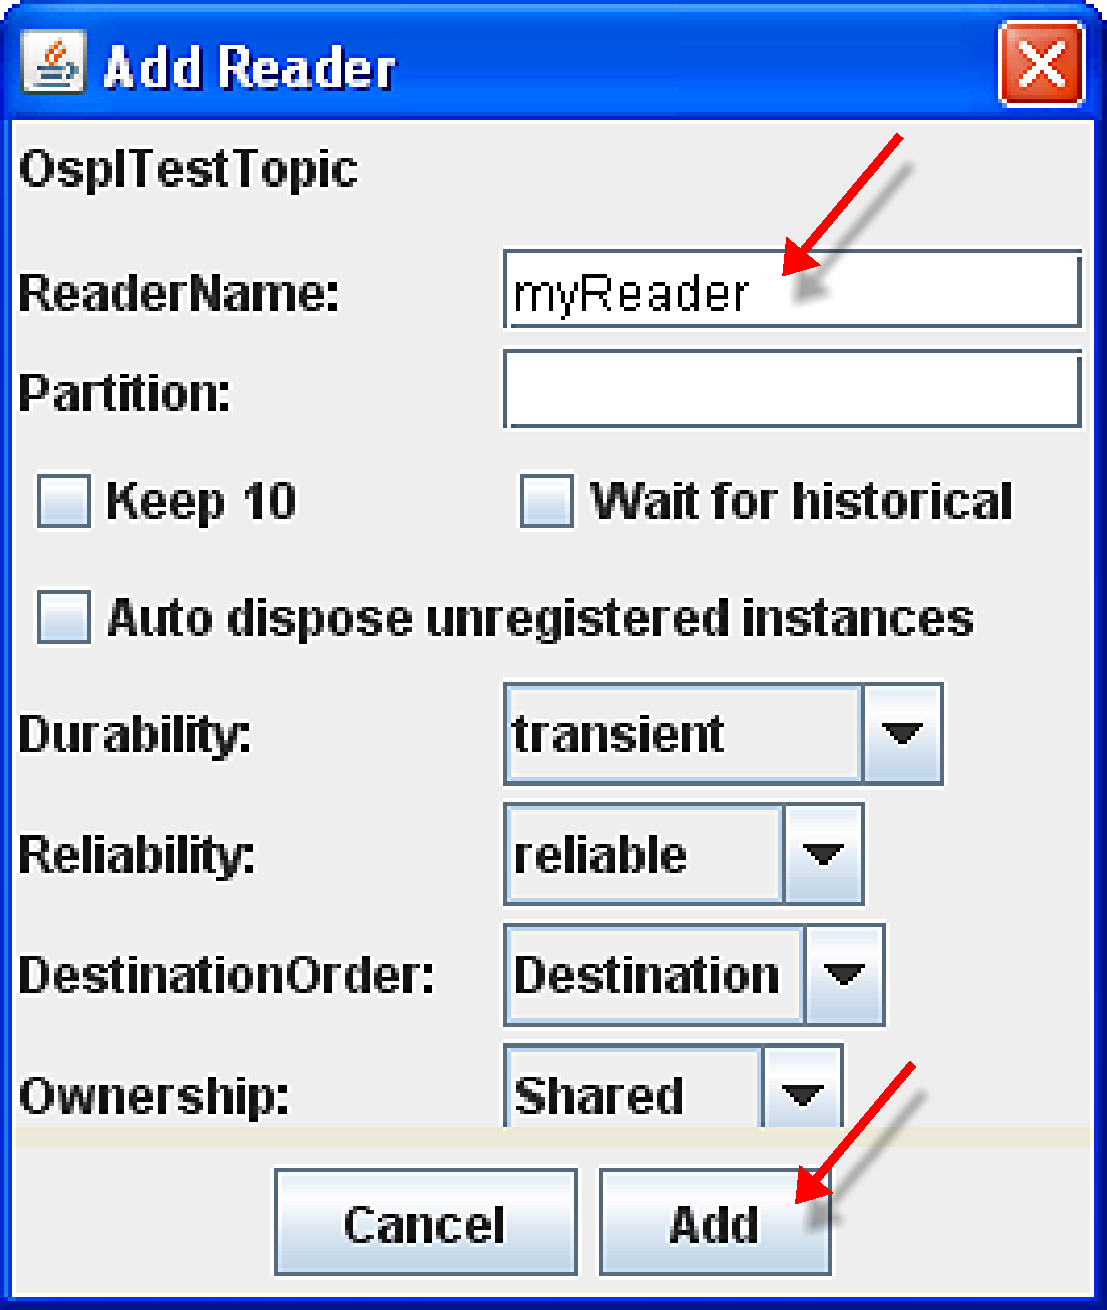 Add Reader
OsplTestTopic
ReaderName: myReader
Partition:
Keep 10 Wait for historical
Auto dispose unregistered instances
Durability: transient
Reliability: reliable
DestinationOrder: Destination
Ownership: Shared
Cancel Add